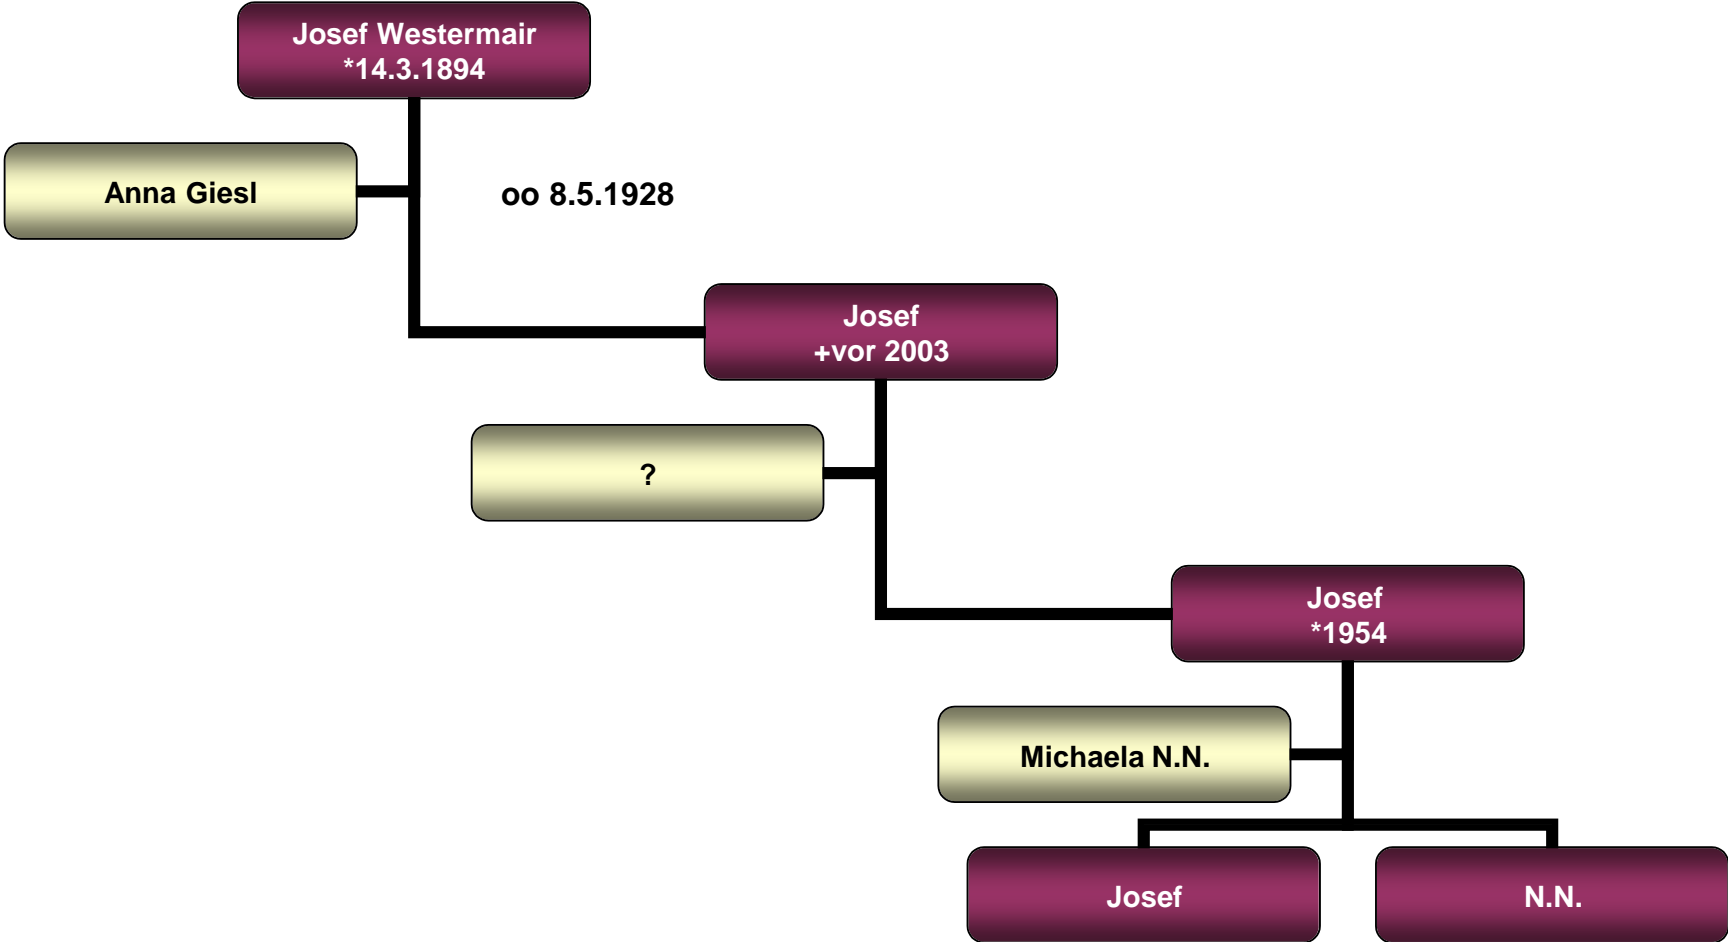 Josef Westermair
*14.3.1894
Anna Giesl
oo 8.5.1928
Josef
+vor 2003
?
Josef
*1954
Michaela N.N.
Josef
N.N.